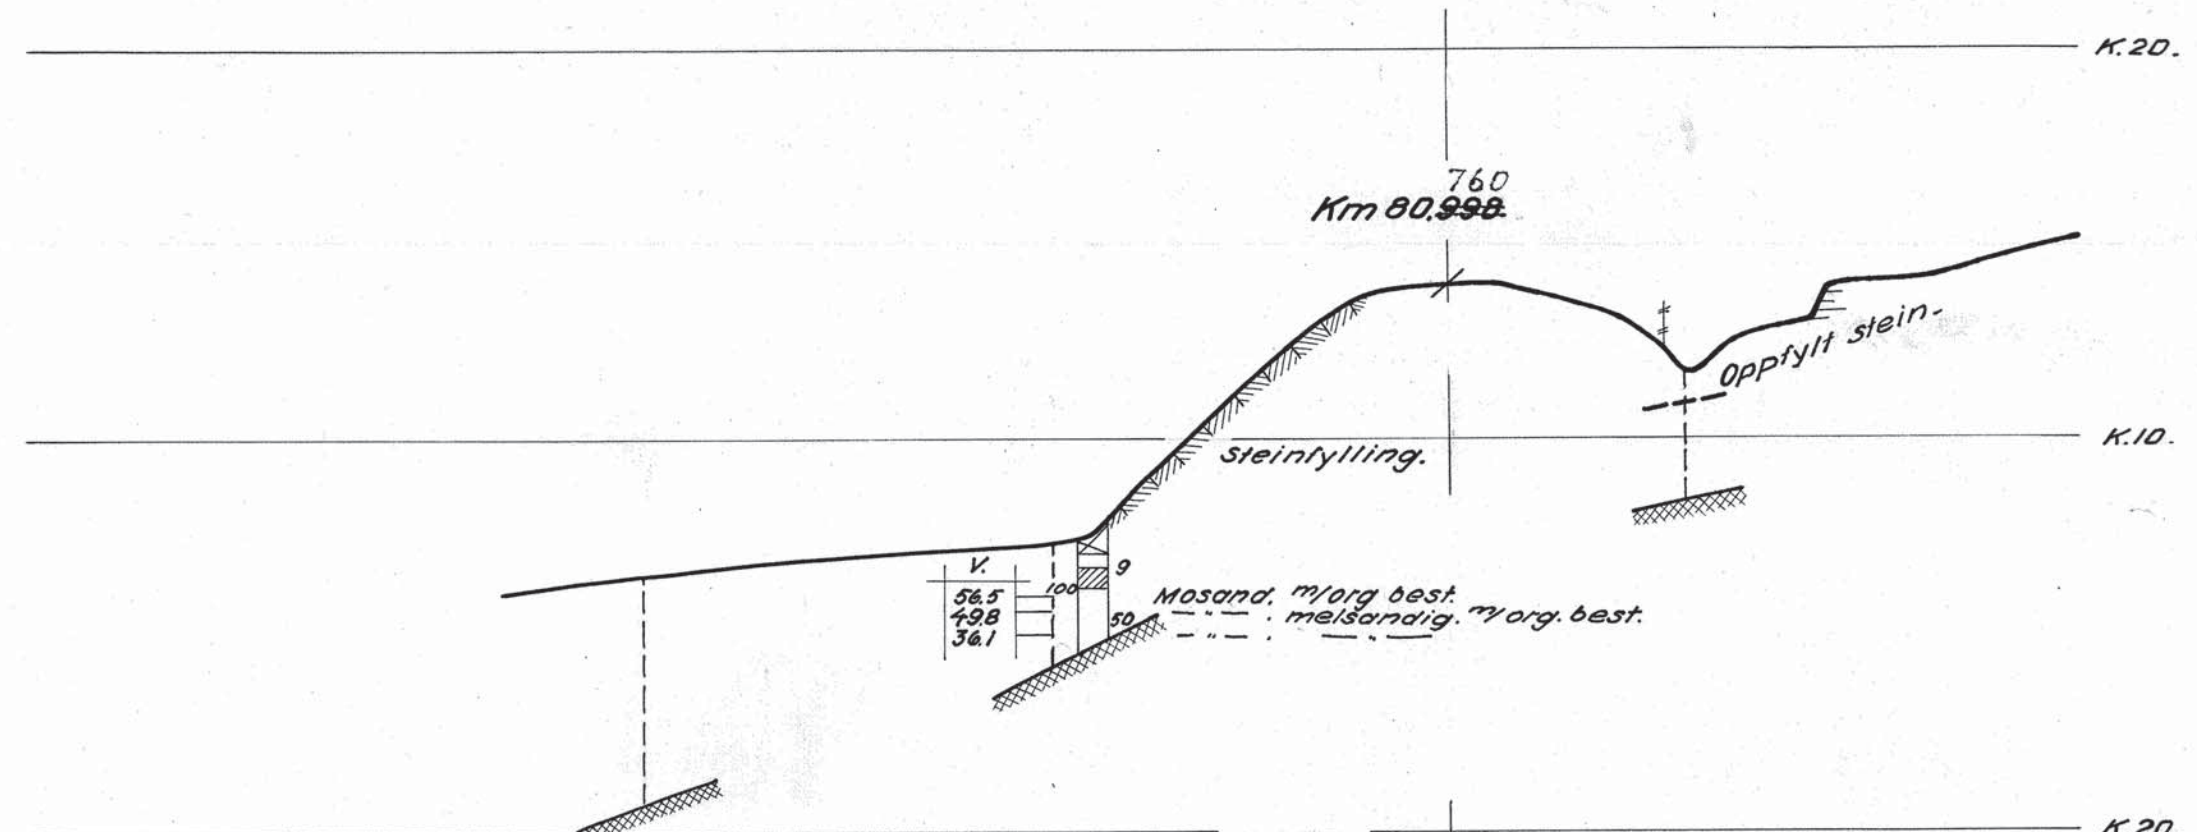 K.20.
760
Km 80.998.
Oppfylt stein.
K.10.
Steinfylling.
V.
9
56.5
100
Mosand. m/org best.
49.8
50
—"— . melsandig. m/org. best.
36.1
—"— . —"—
K.20.